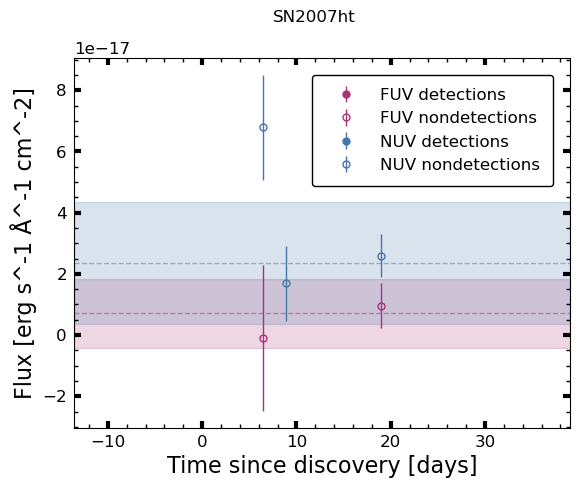 SN2007ht
1e−17
FUV detections
FUV nondetections
NUV detections
NUV nondetections
8
6
4
2
0
−2
Flux [erg s^-1 Å^-1 cm^-2]
−10 0 10 20 30
Time since discovery [days]